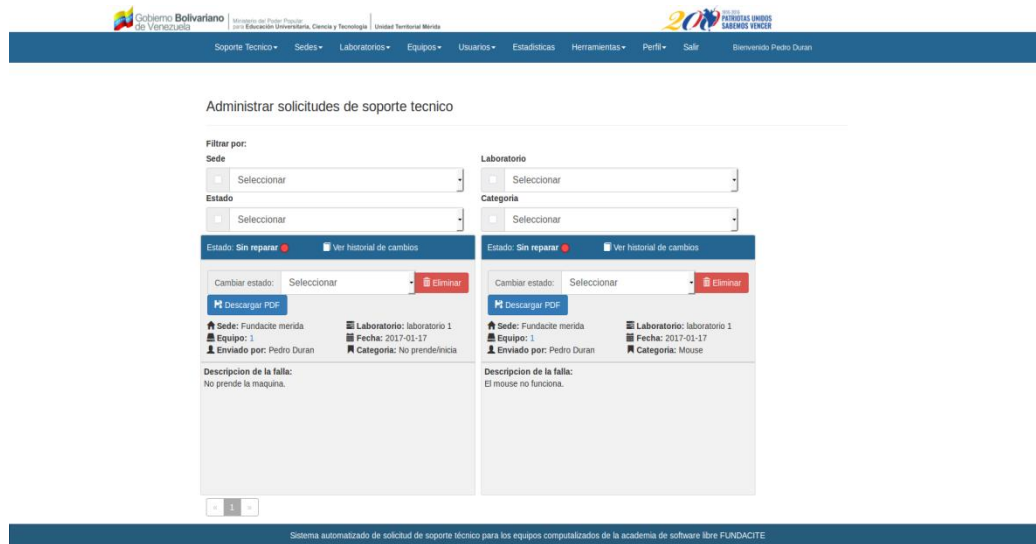 Gobierno Bolivariano
de Venezuela
Ministerio del Poder Popular
para Educación Universitaria, Ciencia y Tecnología
Unidad Territorial Mérida
200
PATRIOTAS UNIDOS
SABEMOS VENCER
Soporte Tecnico Sedes Laboratorios Equipos Usuarios Estadisticas Herramientas Perfil Salir Bienvenido Pedro Duran
Administrar solicitudes de soporte tecnico
Filtrar por:
Sede Laboratorio
Seleccionar Seleccionar
Estado Categoria
Seleccionar Seleccionar
Estado: Sin reparar Ver historial de cambios
Cambiar estado: Seleccionar Eliminar
Descargar PDF
Sede: Fundacite merida Laboratorio: laboratorio 1
Equipo: 1 Fecha: 2017-01-17
Enviado por: Pedro Duran Categoria: No prende/inicia
Descripcion de la falla:
No prende la maquina.
Estado: Sin reparar Ver historial de cambios
Cambiar estado: Seleccionar Eliminar
Descargar PDF
Sede: Fundacite merida Laboratorio: laboratorio 1
Equipo: 1 Fecha: 2017-01-17
Enviado por: Pedro Duran Categoria: Mouse
Descripcion de la falla:
El mouse no funciona.
« 1 »
Sistema automatizado de solicitud de soporte técnico para los equipos computalizados de la academia de software libre FUNDACITE